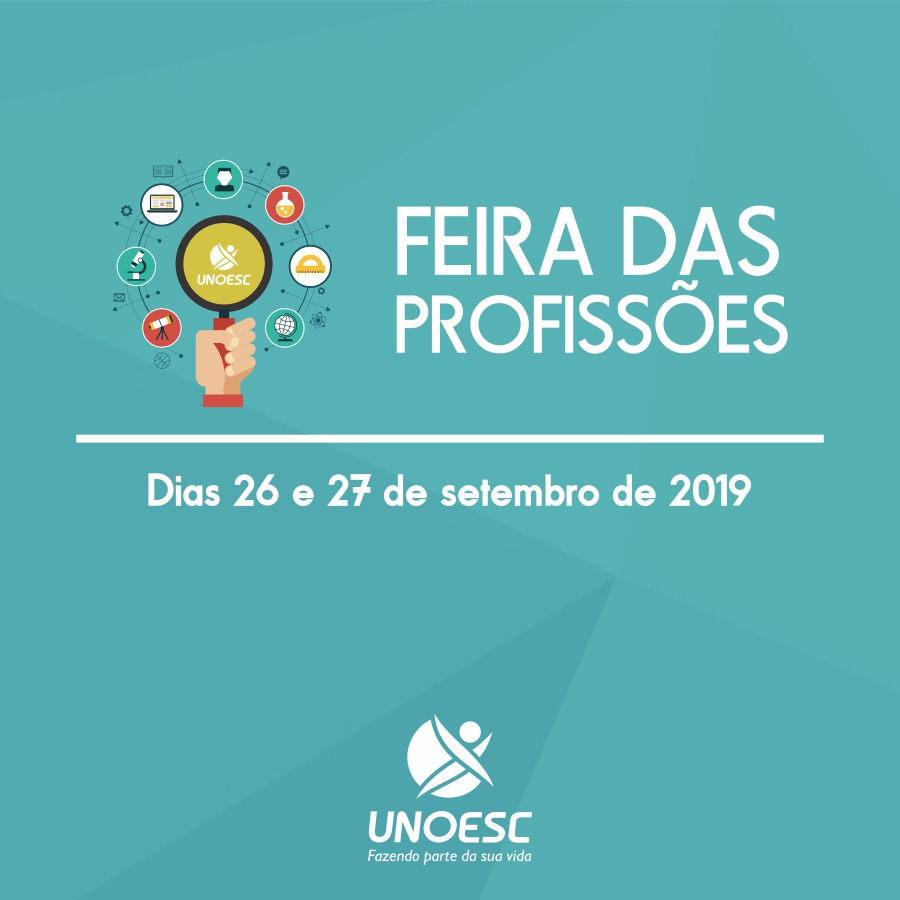 UNOESC
FEIRA DAS
PROFISSÕES
Dias 26 e 27 de setembro de 2019
UNOESC
Fazendo parte da sua vida